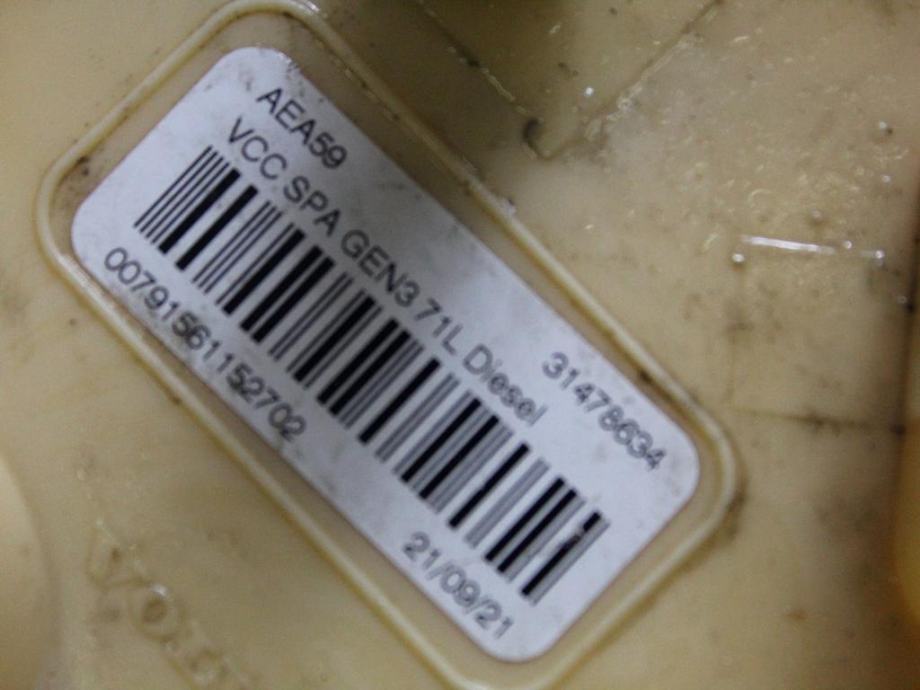 AEA59
VCC SPA GEN3 71L Diesel
31478634
00791561152702
21/09/21